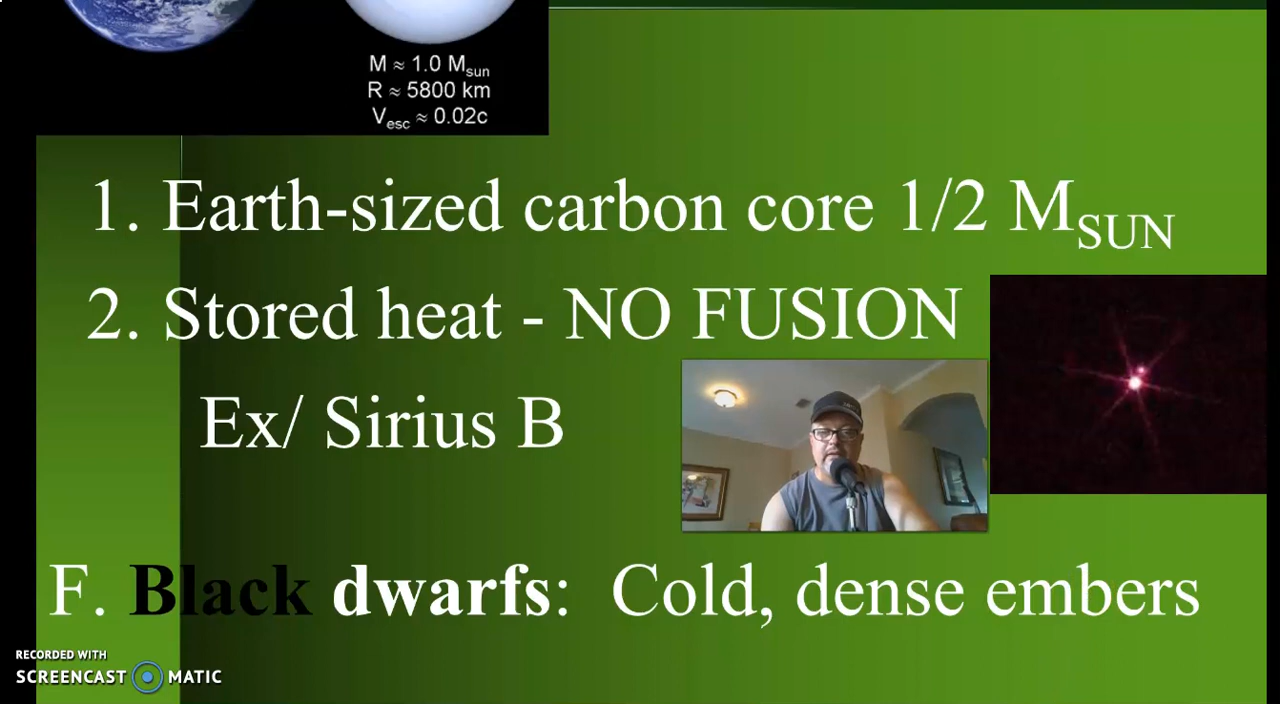 M ≈ 1.0 Msun
R ≈ 5800 km
Vesc ≈ 0.02c
1. Earth-sized carbon core 1/2 MSUN
2. Stored heat - NO FUSION
Ex/ Sirius B
F. Black dwarfs: Cold, dense embers
RECORDED WITH
SCREENCAST MATIC